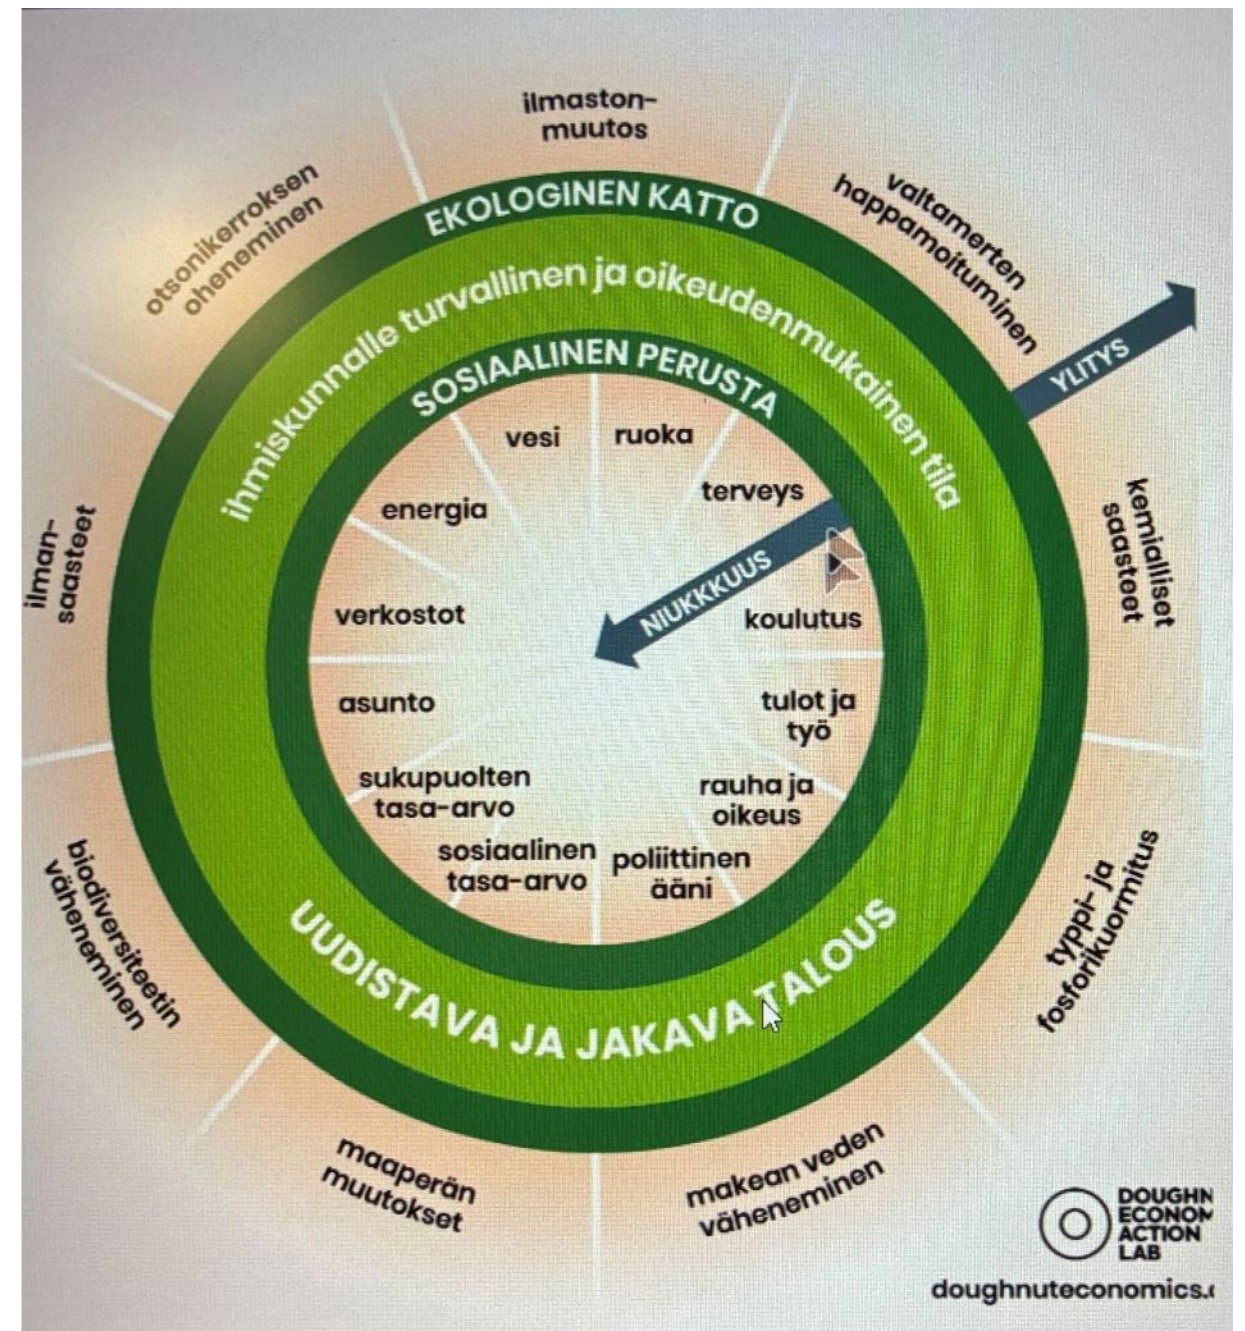 ilmaston-
muutos
valtamerten
happamoituminen
YLITYS
kemialliset
saasteet
typpi- ja
fosforikuormitus
makean veden
väheneminen
maaperän
muutokset
biodiversiteetin
väheneminen
ilman-
saasteet
otsonikerroksen
oheneminen
EKOLOGINEN KATTO
ihmiskunnalle turvallinen ja oikeudenmukainen tila
SOSIAALINEN PERUSTA
vesi
ruoka
terveys
NIUKKKUUS
koulutus
tulot ja
työ
rauha ja
oikeus
poliittinen
ääni
sosiaalinen
tasa-arvo
sukupuolten
tasa-arvo
asunto
verkostot
energia
UUDISTAVA JA JAKAVA TALOUS
DOUGHN
ECONOM
ACTION
LAB
doughnuteconomics.